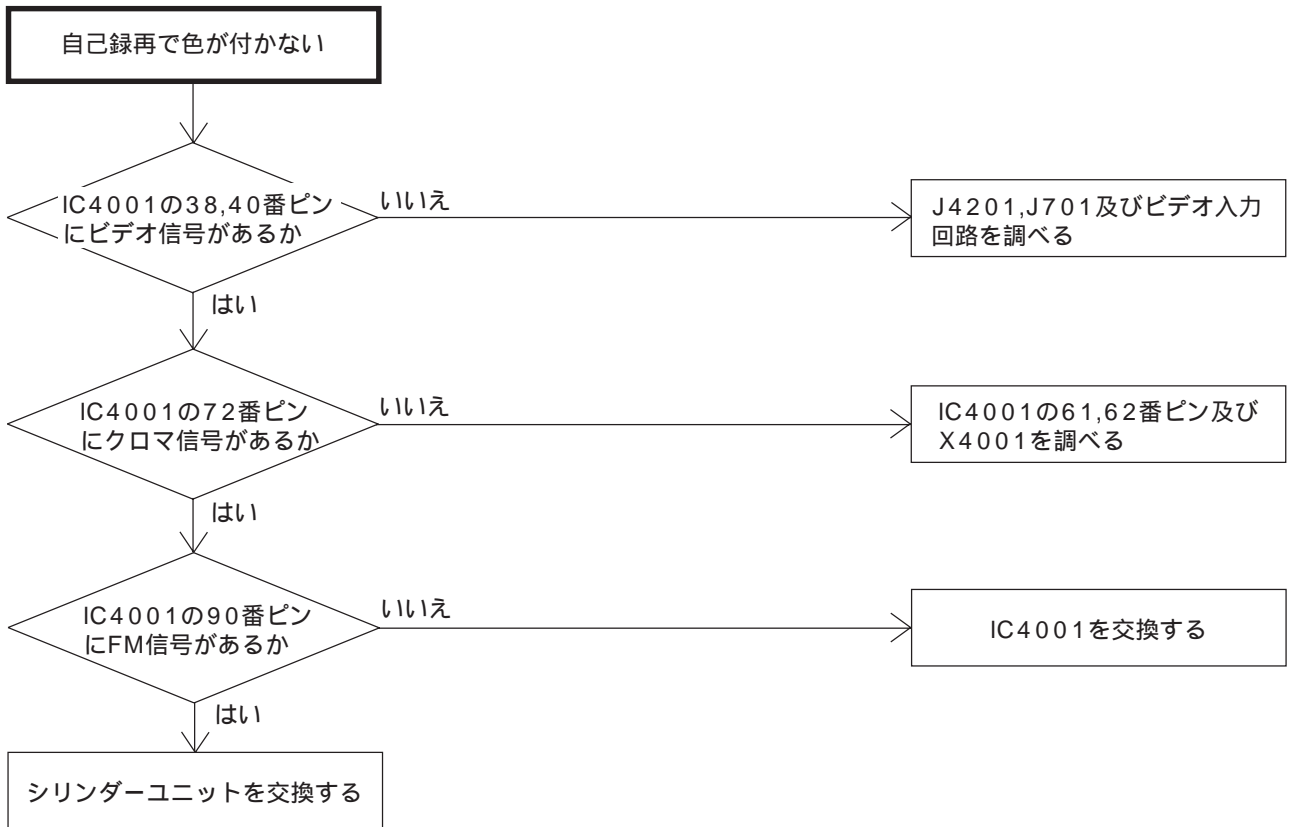 自己録再で色が付かない
IC4001の38,40番ピン
にビデオ信号があるか
いいえ
J4201,J701及びビデオ入力
回路を調べる
はい
IC4001の72番ピン
にクロマ信号があるか
いいえ
IC4001の61,62番ピン及び
X4001を調べる
はい
IC4001の90番ピン
にFM信号があるか
いいえ
IC4001を交換する
はい
シリンダーユニットを交換する